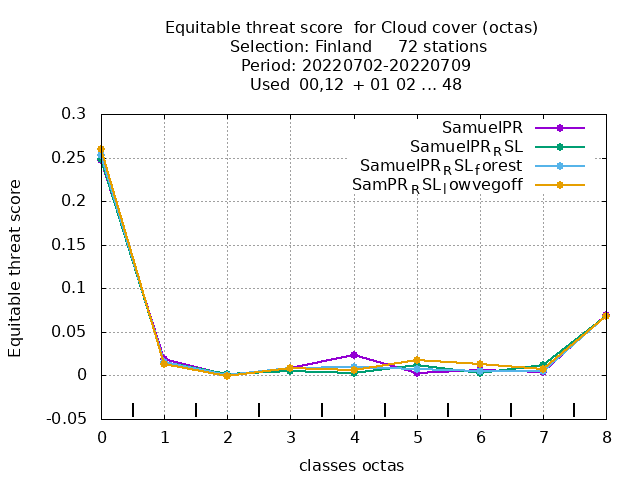 Equitable threat score  for Cloud cover (octas)
Selection: Finland     72 stations
Period: 20220702-20220709
Used  00,12  + 01 02 ... 48
SamuelPR
SamuelPR_RSL
SamuelPR_RSL_forest
SamPR_RSL_lowvegoff
Equitable threat score
0.3
0.25
0.2
0.15
0.1
0.05
0
-0.05
0 1 2 3 4 5 6 7 8
classes octas